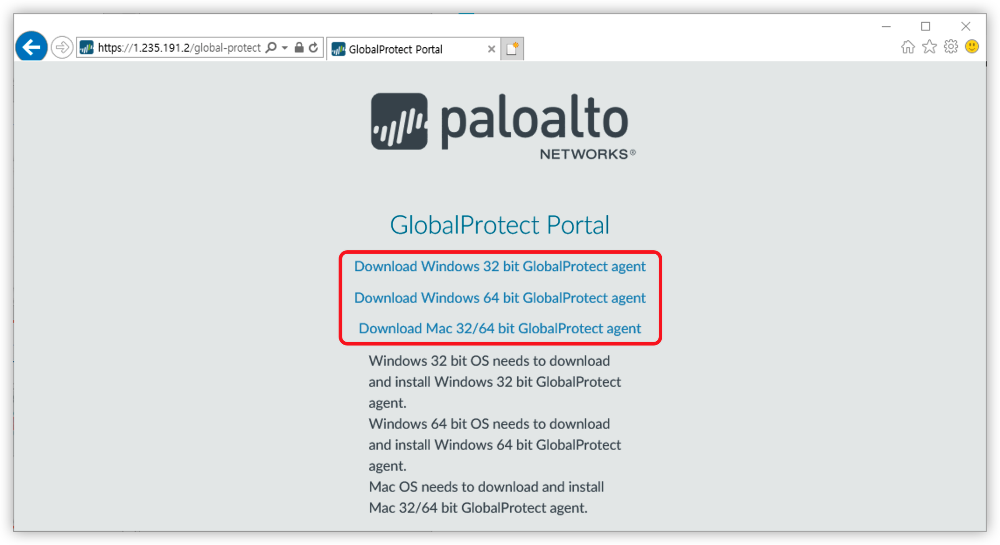 https://1.235.191.2/global-protect
GlobalProtect Portal
paloalto
NETWORKS®
GlobalProtect Portal
Download Windows 32 bit GlobalProtect agent
Download Windows 64 bit GlobalProtect agent
Download Mac 32/64 bit GlobalProtect agent
Windows 32 bit OS needs to download
and install Windows 32 bit GlobalProtect
agent.
Windows 64 bit OS needs to download
and install Windows 64 bit GlobalProtect
agent.
Mac OS needs to download and install
Mac 32/64 bit GlobalProtect agent.